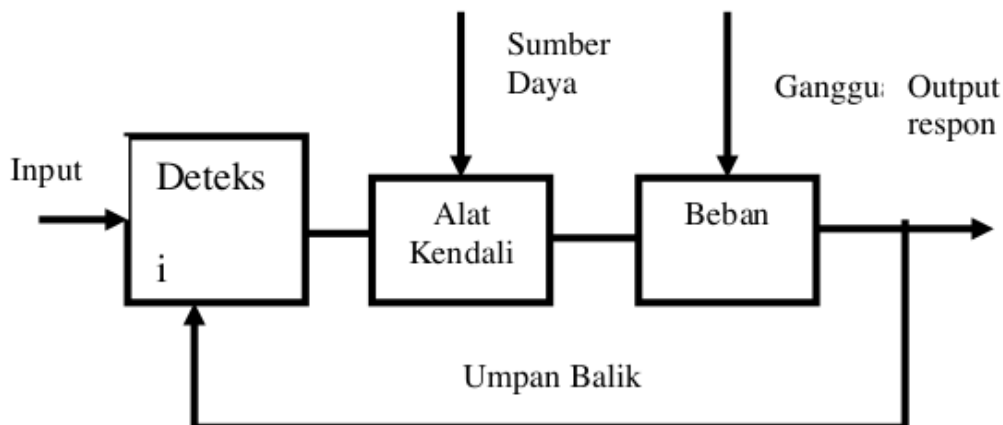 Sumber
Daya
Ganggu
Output
respon
Input
Deteks
i
Alat
Kendali
Beban
Umpan Balik